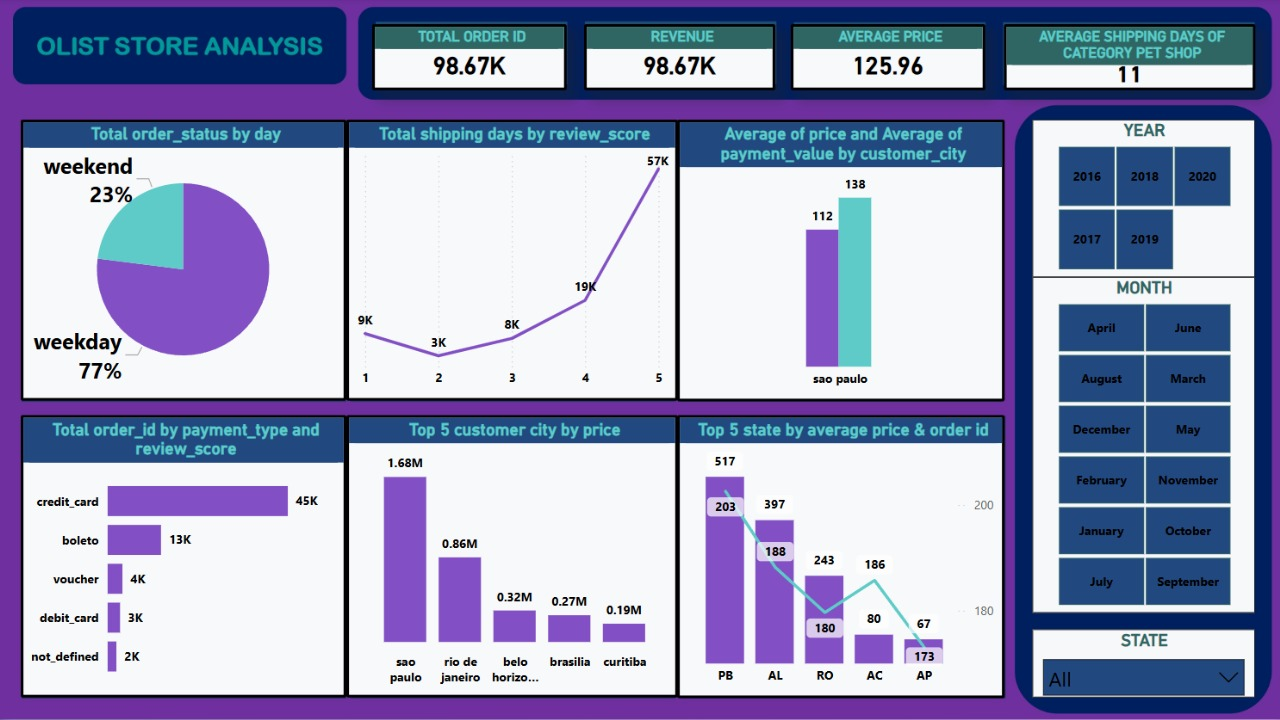 OLIST STORE ANALYSIS
TOTAL ORDER ID
98.67K
REVENUE
98.67K
AVERAGE PRICE
125.96
AVERAGE SHIPPING DAYS OF
CATEGORY PET SHOP
11
Total order_status by day
weekend
23%
weekday
77%
Total shipping days by review_score
57K
19K
9K
8K
3K
1 2 3 4 5
Average of price and Average of
payment_value by customer_city
138
112
sao paulo
Total order_id by payment_type and
review_score
credit_card 45K
boleto 13K
voucher 4K
debit_card 3K
not_defined 2K
Top 5 customer city by price
1.68M
0.86M
0.32M
0.27M
0.19M
sao
paulo
rio de
janeiro
belo
horizo...
brasilia
curitiba
Top 5 state by average price & order id
517
203
397
188
243
180
186
80
67
173
200
180
PB AL RO AC AP
YEAR
2016 2018 2020
2017 2019
MONTH
April June
August March
December May
February November
January October
July September
STATE
All